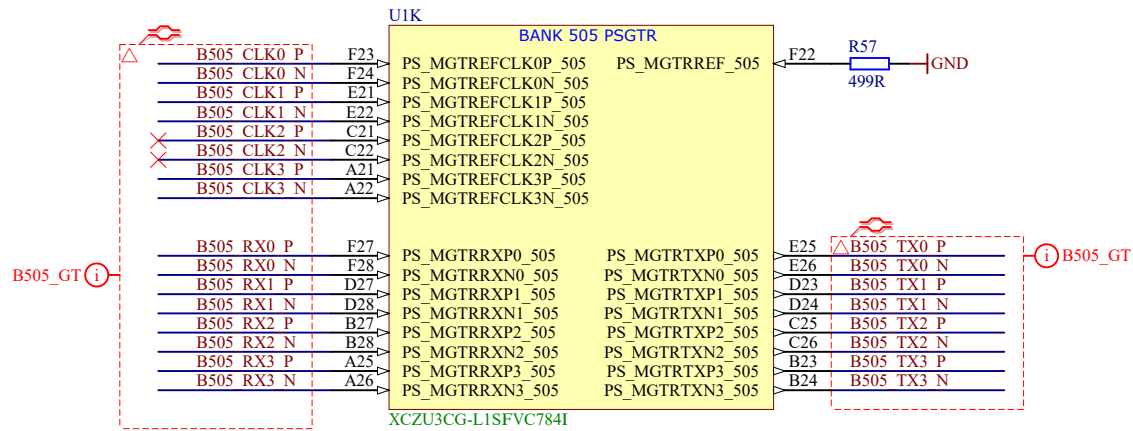 U1K
BANK 505 PSGTR
B505_CLK0_P F23 PS_MGTREFCLK0P_505 PS_MGTRREF_505 F22 R57 499R GND
B505_CLK0_N F24 PS_MGTREFCLK0N_505
B505_CLK1_P E21 PS_MGTREFCLK1P_505
B505_CLK1_N E22 PS_MGTREFCLK1N_505
B505_CLK2_P C21 PS_MGTREFCLK2P_505
B505_CLK2_N C22 PS_MGTREFCLK2N_505
B505_CLK3_P A21 PS_MGTREFCLK3P_505
B505_CLK3_N A22 PS_MGTREFCLK3N_505
B505_RX0_P F27 PS_MGTRRXP0_505 PS_MGTRTXP0_505 E25 B505_TX0_P
B505_GT i B505_RX0_N F28 PS_MGTRRXN0_505 PS_MGTRTXN0_505 E26 B505_TX0_N i B505_GT
B505_RX1_P D27 PS_MGTRRXP1_505 PS_MGTRTXP1_505 D23 B505_TX1_P
B505_RX1_N D28 PS_MGTRRXN1_505 PS_MGTRTXN1_505 D24 B505_TX1_N
B505_RX2_P B27 PS_MGTRRXP2_505 PS_MGTRTXP2_505 C25 B505_TX2_P
B505_RX2_N B28 PS_MGTRRXN2_505 PS_MGTRTXN2_505 C26 B505_TX2_N
B505_RX3_P A25 PS_MGTRRXP3_505 PS_MGTRTXP3_505 B23 B505_TX3_P
B505_RX3_N A26 PS_MGTRRXN3_505 PS_MGTRTXN3_505 B24 B505_TX3_N
XCZU3CG-L1SFVC784I